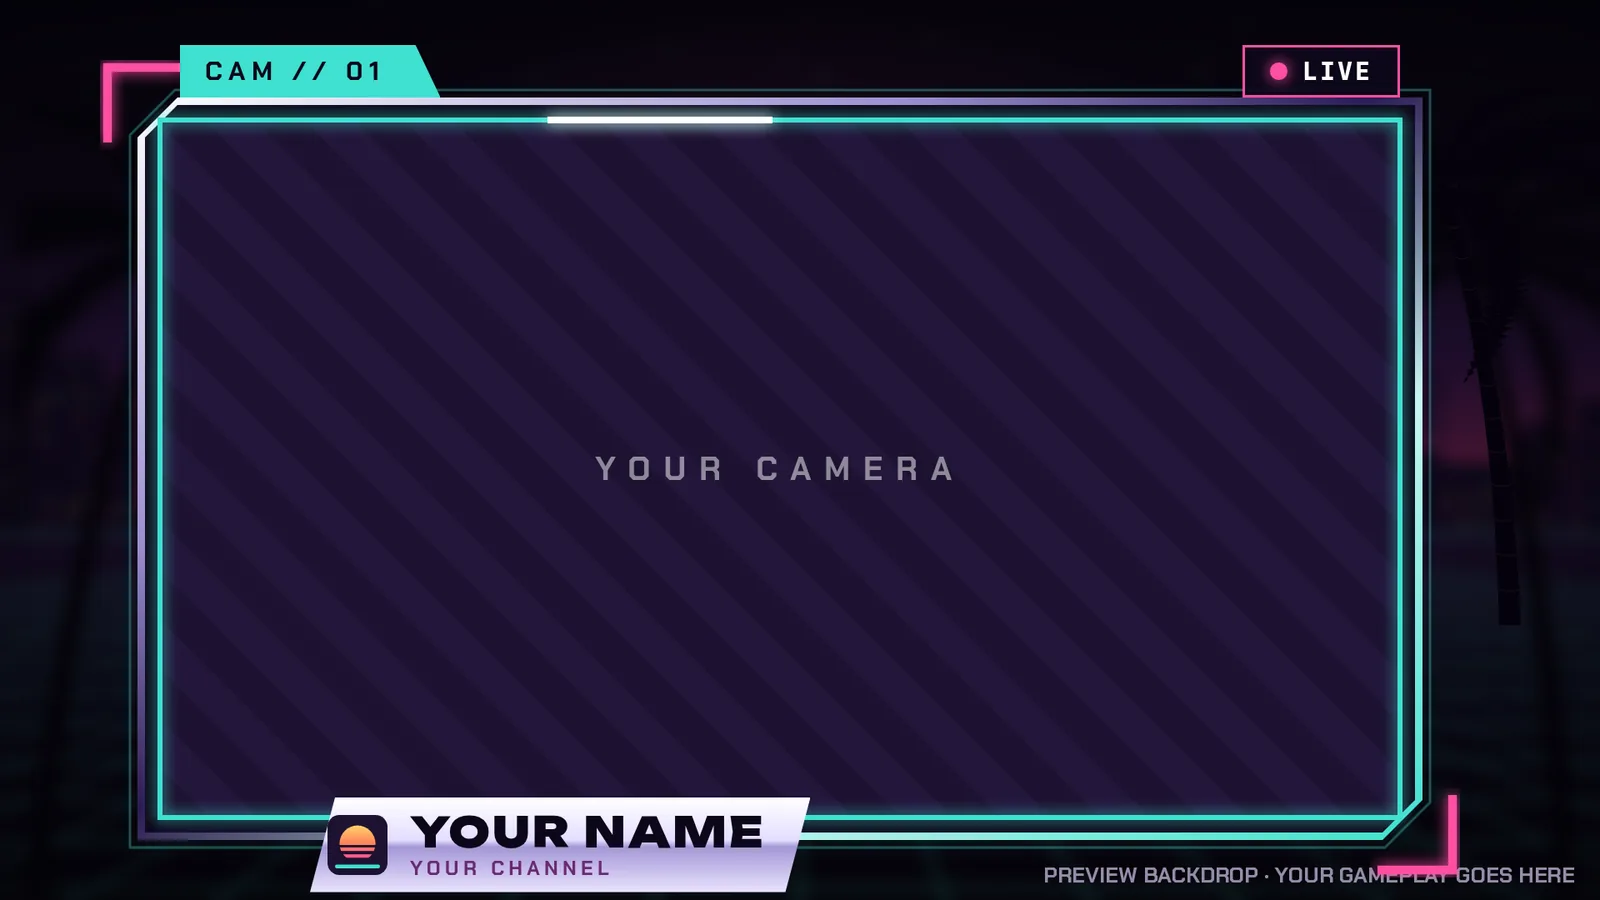 CAM // 01
LIVE
YOUR CAMERA
YOUR NAME
YOUR CHANNEL
PREVIEW BACKDROP · YOUR GAMEPLAY GOES HERE